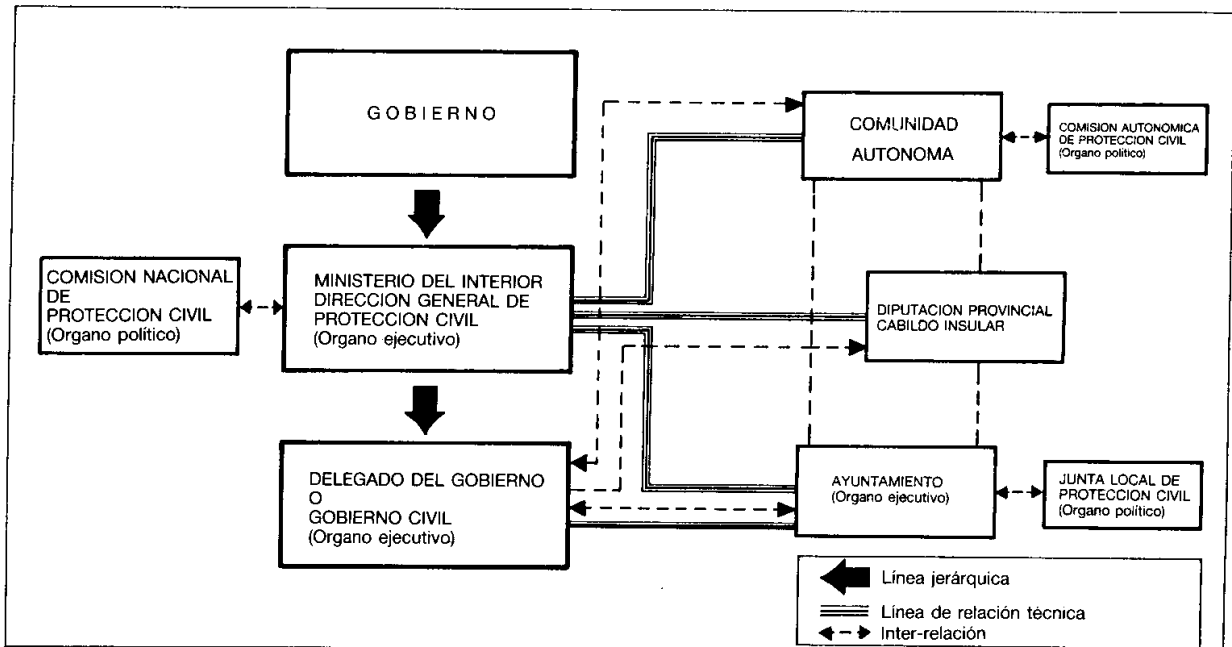 GOBIERNO
COMUNIDAD
AUTONOMA
COMISION AUTONOMICA
DE PROTECCION CIVIL
(Organo político)
COMISION NACIONAL
DE
PROTECCION CIVIL
(Organo político)
MINISTERIO DEL INTERIOR
DIRECCION GENERAL DE
PROTECCION CIVIL
(Organo ejecutivo)
DIPUTACION PROVINCIAL
CABILDO INSULAR
DELEGADO DEL GOBIERNO
O
GOBIERNO CIVIL
(Organo ejecutivo)
AYUNTAMIENTO
(Organo ejecutivo)
JUNTA LOCAL DE
PROTECCION CIVIL
(Organo político)
Línea jerárquica
Línea de relación técnica
Inter-relación